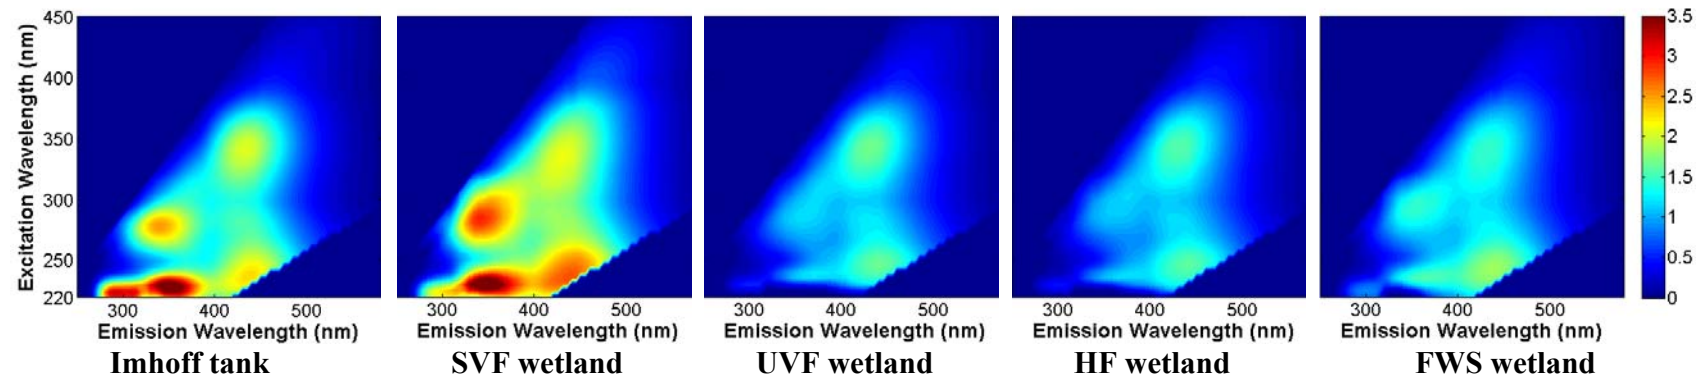 Excitation Wavelength (nm)
450
400
350
300
250
220
300 400 500
300 400 500
300 400 500
300 400 500
300 400 500
Emission Wavelength (nm)
Emission Wavelength (nm)
Emission Wavelength (nm)
Emission Wavelength (nm)
Emission Wavelength (nm)
3.5
3
2.5
2
1.5
1
0.5
0
Imhoff tank
SVF wetland
UVF wetland
HF wetland
FWS wetland